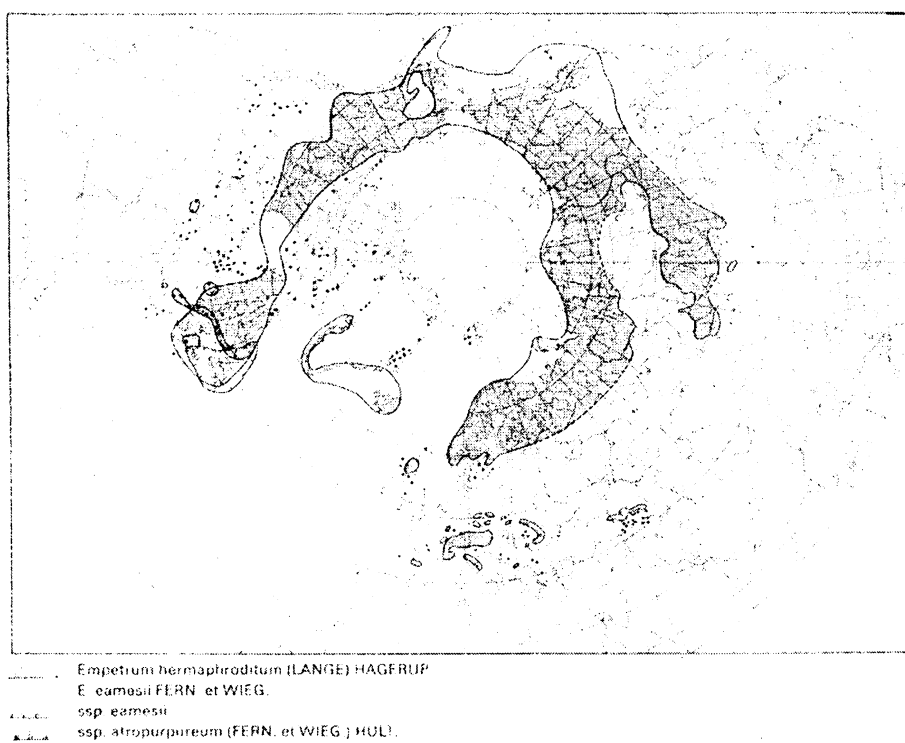 Empetrum hermaphroditum (LANGE) HAGERUP
E. eamesii FERN. et WIEG.
ssp. eamesii
ssp. atropurpureum (FERN. et WIEG.) HULT.